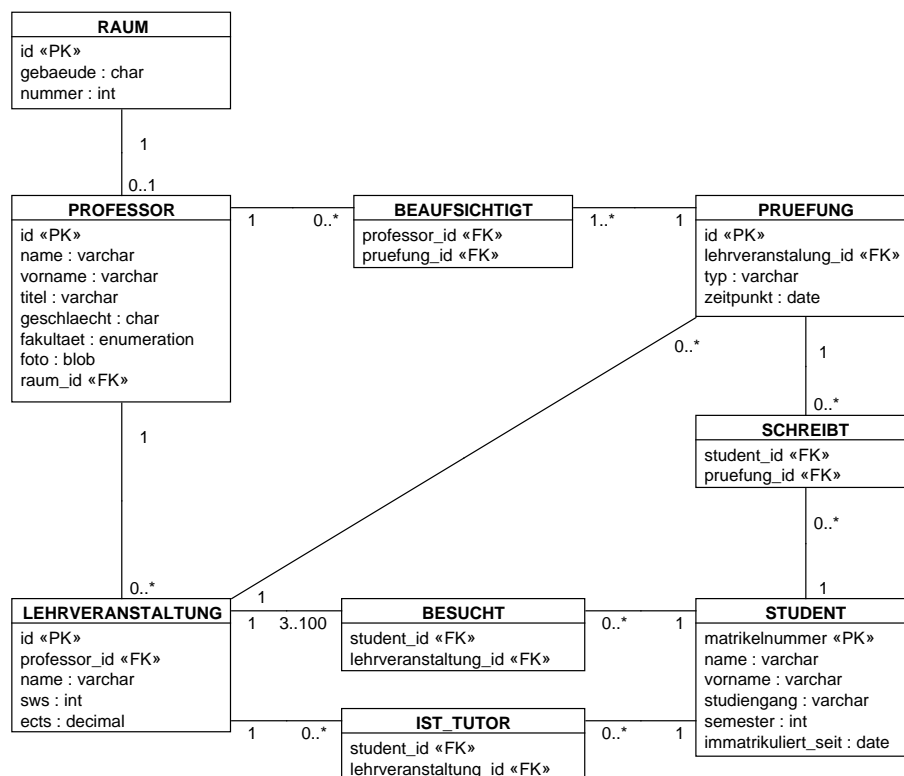 RAUM
id «PK»
gebaeude : char
nummer : int
1
0..1
PROFESSOR
id «PK»
name : varchar
vorname : varchar
titel : varchar
geschlaecht : char
fakultaet : enumeration
foto : blob
raum_id «FK»
1
0..*
BEAUFSICHTIGT
professor_id «FK»
pruefung_id «FK»
1..*
1
PRUEFUNG
id «PK»
lehrveranstalung_id «FK»
typ : varchar
zeitpunkt : date
0..*
1
0..*
SCHREIBT
student_id «FK»
pruefung_id «FK»
0..*
1
1
0..*
1
LEHRVERANSTALTUNG
id «PK»
professor_id «FK»
name : varchar
sws : int
ects : decimal
1
3..100
BESUCHT
student_id «FK»
lehrveranstaltung_id «FK»
0..*
1
STUDENT
matrikelnummer «PK»
name : varchar
vorname : varchar
studiengang : varchar
semester : int
immatrikuliert_seit : date
1
0..*
IST_TUTOR
student_id «FK»
lehrveranstaltung_id «FK»
0..*
1